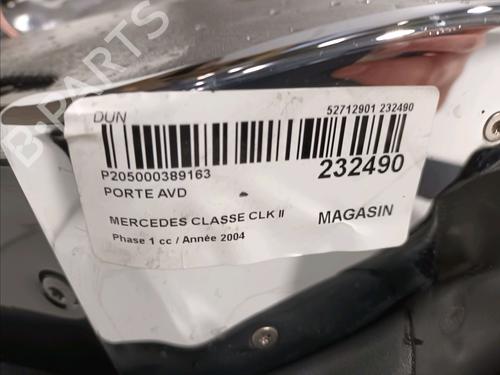 B-PARTS
DUN
52712901 232490
P205000389163
232490
PORTE AVD
MERCEDES CLASSE CLK II
MAGASIN
Phase 1 cc / Année 2004